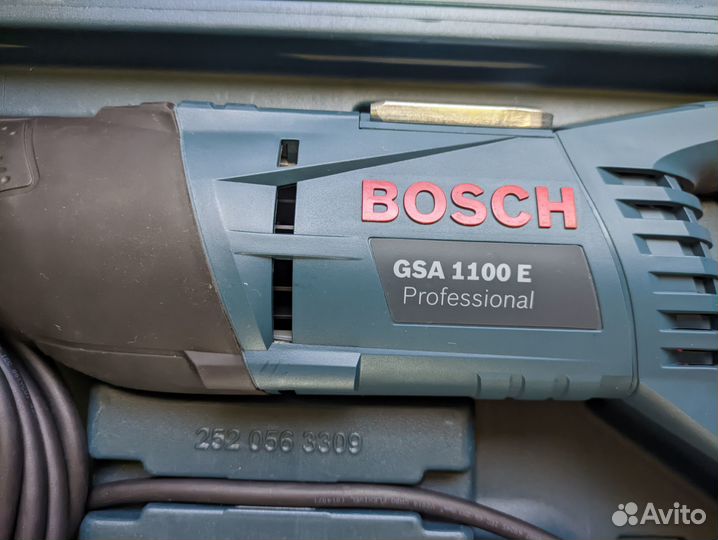 BOSCH
GSA 1100 E
Professional
252 056 3309
Avito